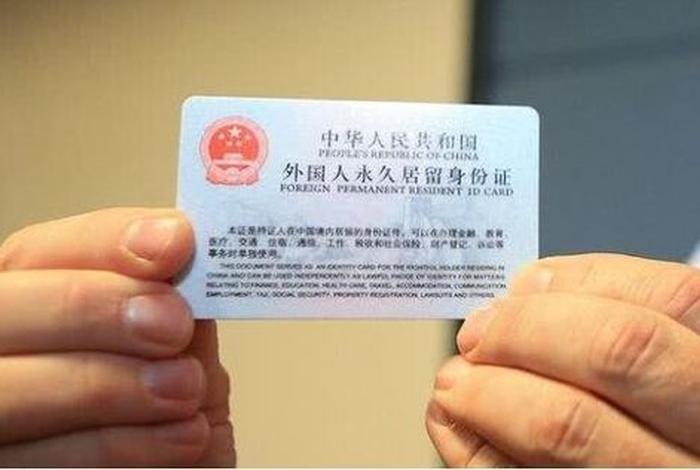 中华人民共和国
PEOPLE'S REPUBLIC OF CHINA
外国人永久居留身份证
FOREIGN PERMANENT RESIDENT ID CARD
本证是持证人在中国境内居留的身份证件，可以在办理金融、教育、
医疗、交通、住宿、通信、工作、税收和社会保险、财产登记、诉讼等
事务时单独使用。
THIS DOCUMENT SERVES AS AN IDENTITY CARD FOR THE RIGHTFUL HOLDER RESIDING IN
CHINA AND CAN BE USED INDEPENDENTLY AS LAWFUL PROOF OF IDENTITY FOR MATTERS
RELATING TO FINANCE, EDUCATION, HEALTH CARE, TRAVEL, ACCOMMODATION, COMMUNICATION,
EMPLOYMENT, TAX, SOCIAL SECURITY, PROPERTY REGISTRATION, LAWSUITS AND OTHERS.